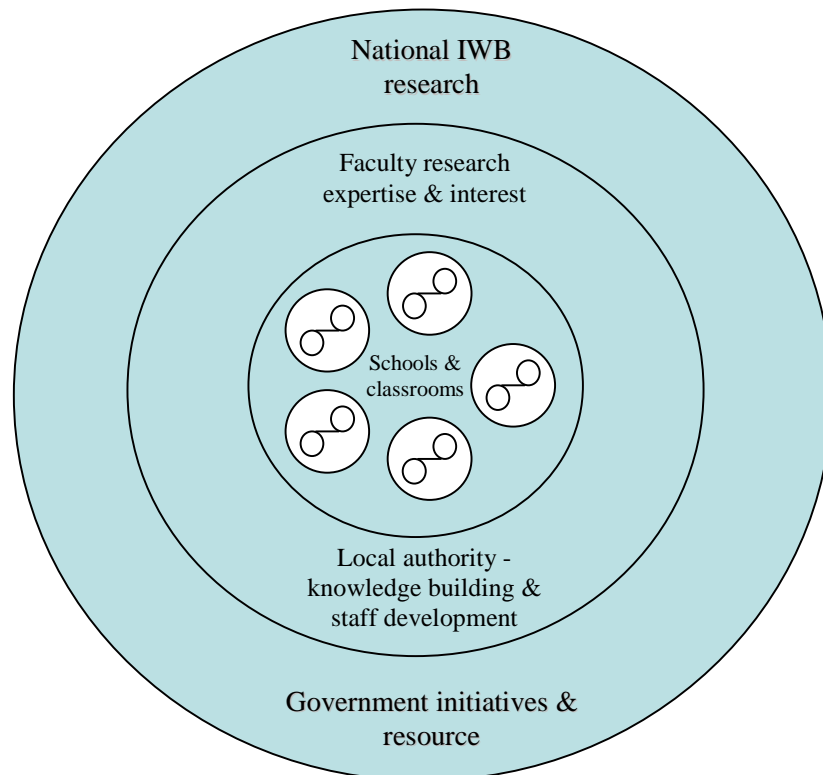 National IWB
research
Faculty research
expertise & interest
Schools &
classrooms
Local authority -
knowledge building &
staff development
Government initiatives &
resource